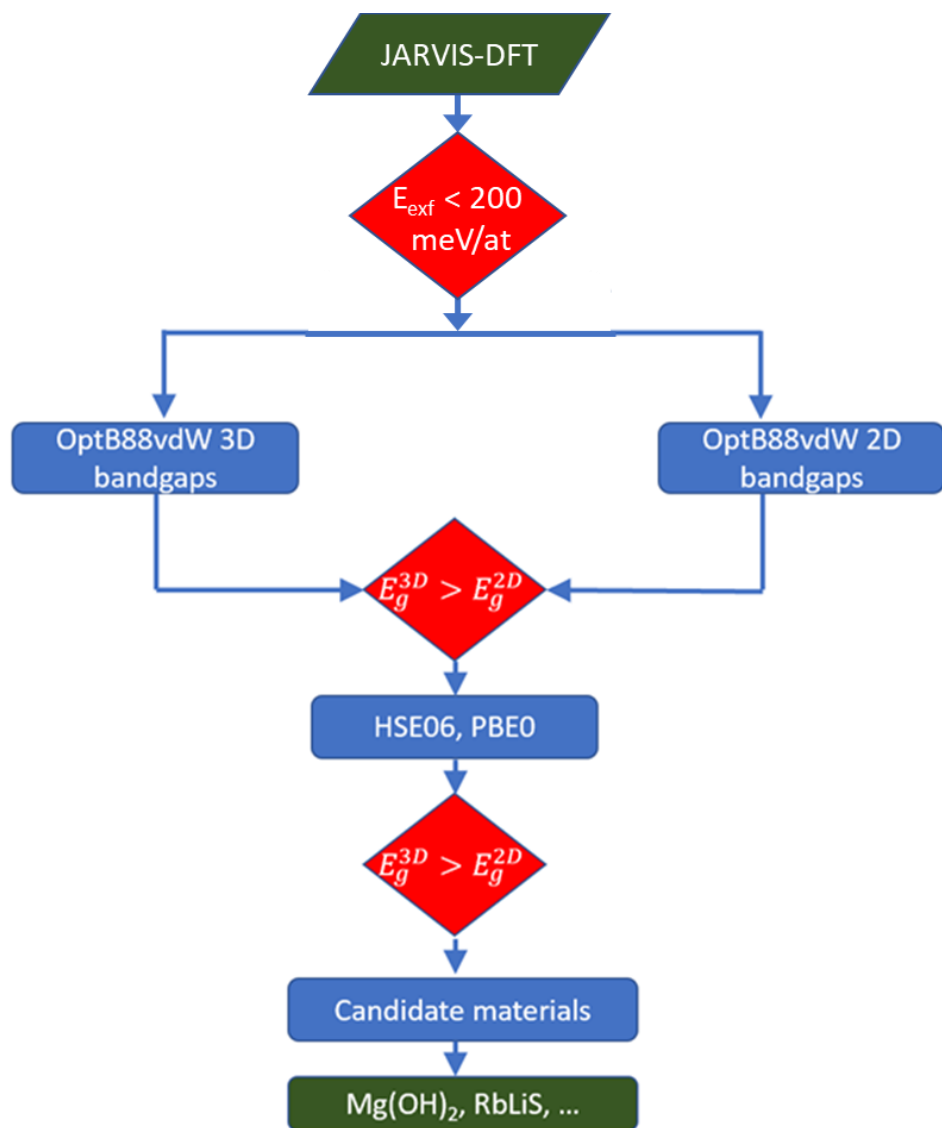 JARVIS-DFT
E_exf < 200
meV/at
OptB88vdW 3D
bandgaps
OptB88vdW 2D
bandgaps
E_g^3D > E_g^2D
HSE06, PBE0
E_g^3D > E_g^2D
Candidate materials
Mg(OH)₂, RbLiS, ...